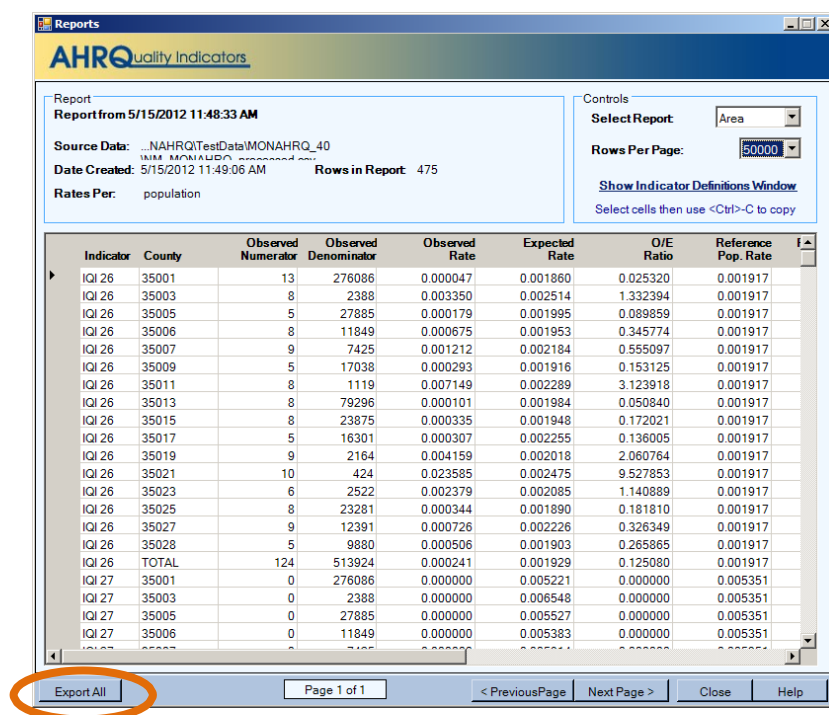 Reports
AHRQuality Indicators
Report
Report from 5/15/2012 11:48:33 AM
Source Data: ...NAHRQ\TestData\MONAHRQ_40
Date Created: 5/15/2012 11:49:06 AM Rows in Report: 475
Rates Per: population
Controls
Select Report: Area
Rows Per Page: 50000
Show Indicator Definitions Window
Select cells then use <Ctrl>-C to copy
Indicator County Observed Numerator Observed Denominator Observed Rate Expected Rate O/E Ratio Reference Pop. Rate
IQI 26 35001 13 276086 0.000047 0.001860 0.025320 0.001917
IQI 26 35003 8 2388 0.003350 0.002514 1.332394 0.001917
IQI 26 35005 5 27885 0.000179 0.001995 0.089859 0.001917
IQI 26 35006 8 11849 0.000675 0.001953 0.345774 0.001917
IQI 26 35007 9 7425 0.001212 0.002184 0.555097 0.001917
IQI 26 35009 5 17038 0.000293 0.001916 0.153125 0.001917
IQI 26 35011 8 1119 0.007149 0.002289 3.123918 0.001917
IQI 26 35013 8 79296 0.000101 0.001984 0.050840 0.001917
IQI 26 35015 8 23875 0.000335 0.001948 0.172021 0.001917
IQI 26 35017 5 16301 0.000307 0.002255 0.136005 0.001917
IQI 26 35019 9 2164 0.004159 0.002018 2.060764 0.001917
IQI 26 35021 10 424 0.023585 0.002475 9.527853 0.001917
IQI 26 35023 6 2522 0.002379 0.002085 1.140889 0.001917
IQI 26 35025 8 23281 0.000344 0.001890 0.181810 0.001917
IQI 26 35027 9 12391 0.000726 0.002226 0.326349 0.001917
IQI 26 35028 5 9880 0.000506 0.001903 0.265865 0.001917
IQI 26 TOTAL 124 513924 0.000241 0.001929 0.125080 0.001917
IQI 27 35001 0 276086 0.000000 0.005221 0.000000 0.005351
IQI 27 35003 0 2388 0.000000 0.006548 0.000000 0.005351
IQI 27 35005 0 27885 0.000000 0.005527 0.000000 0.005351
IQI 27 35006 0 11849 0.000000 0.005383 0.000000 0.005351
Export All Page 1 of 1 < PreviousPage Next Page > Close Help